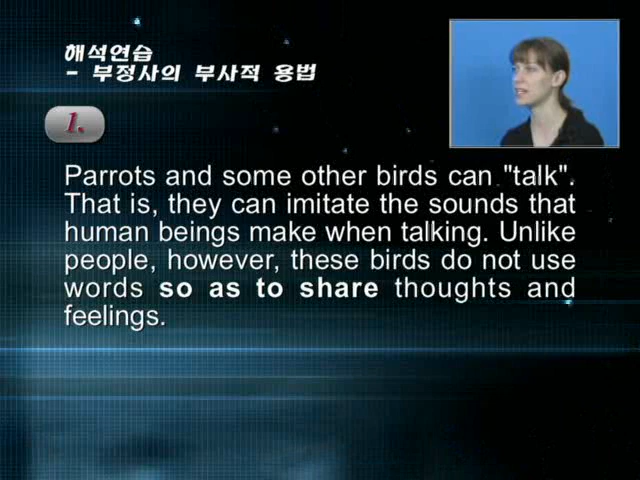 해석연습
- 부정사의 부사적 용법
1.
Parrots and some other birds can "talk".
That is, they can imitate the sounds that
human beings make when talking. Unlike
people, however, these birds do not use
words so as to share thoughts and
feelings.